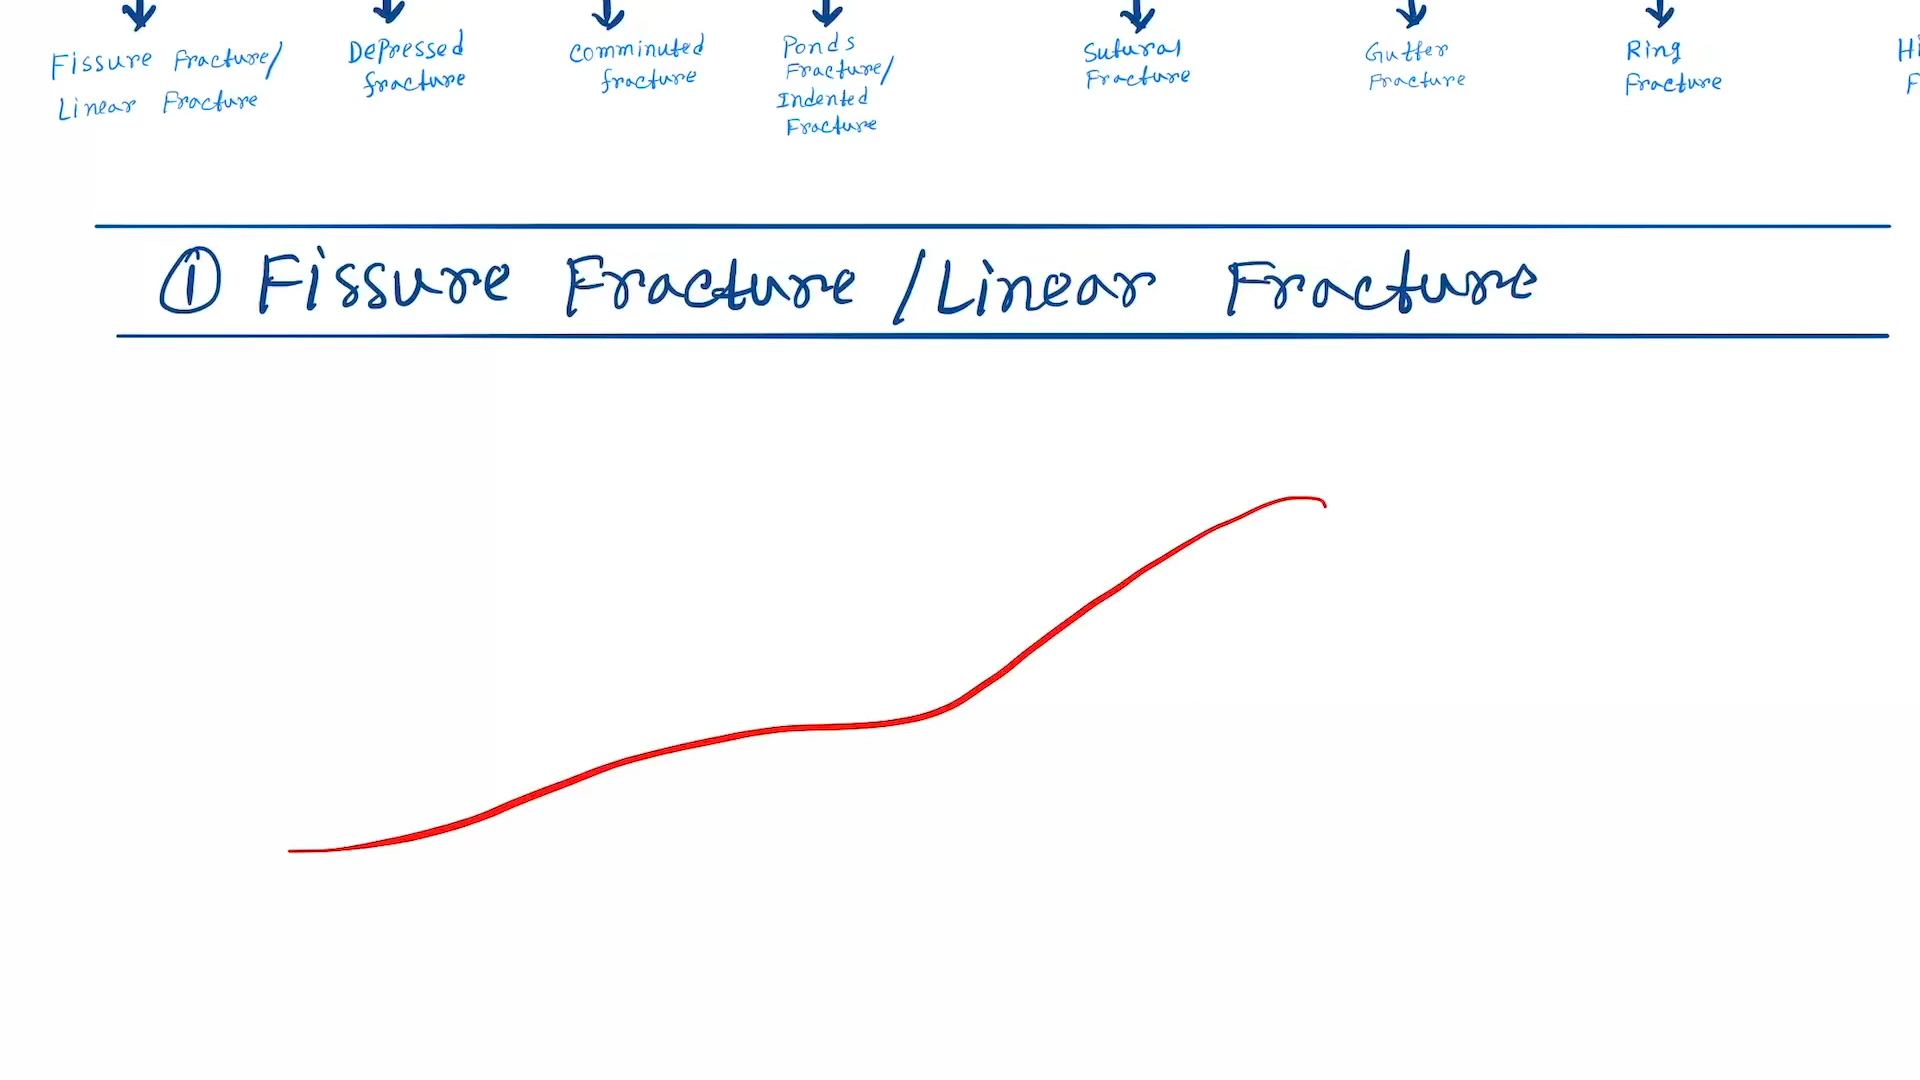 Fissure Fracture/
Linear Fracture
Depressed
fracture
Comminuted
fracture
Ponds
Fracture/
Indented
Fracture
Sutural
Fracture
Gutter
Fracture
Ring
Fracture
Hi
F
① Fissure Fracture /Linear Fracture